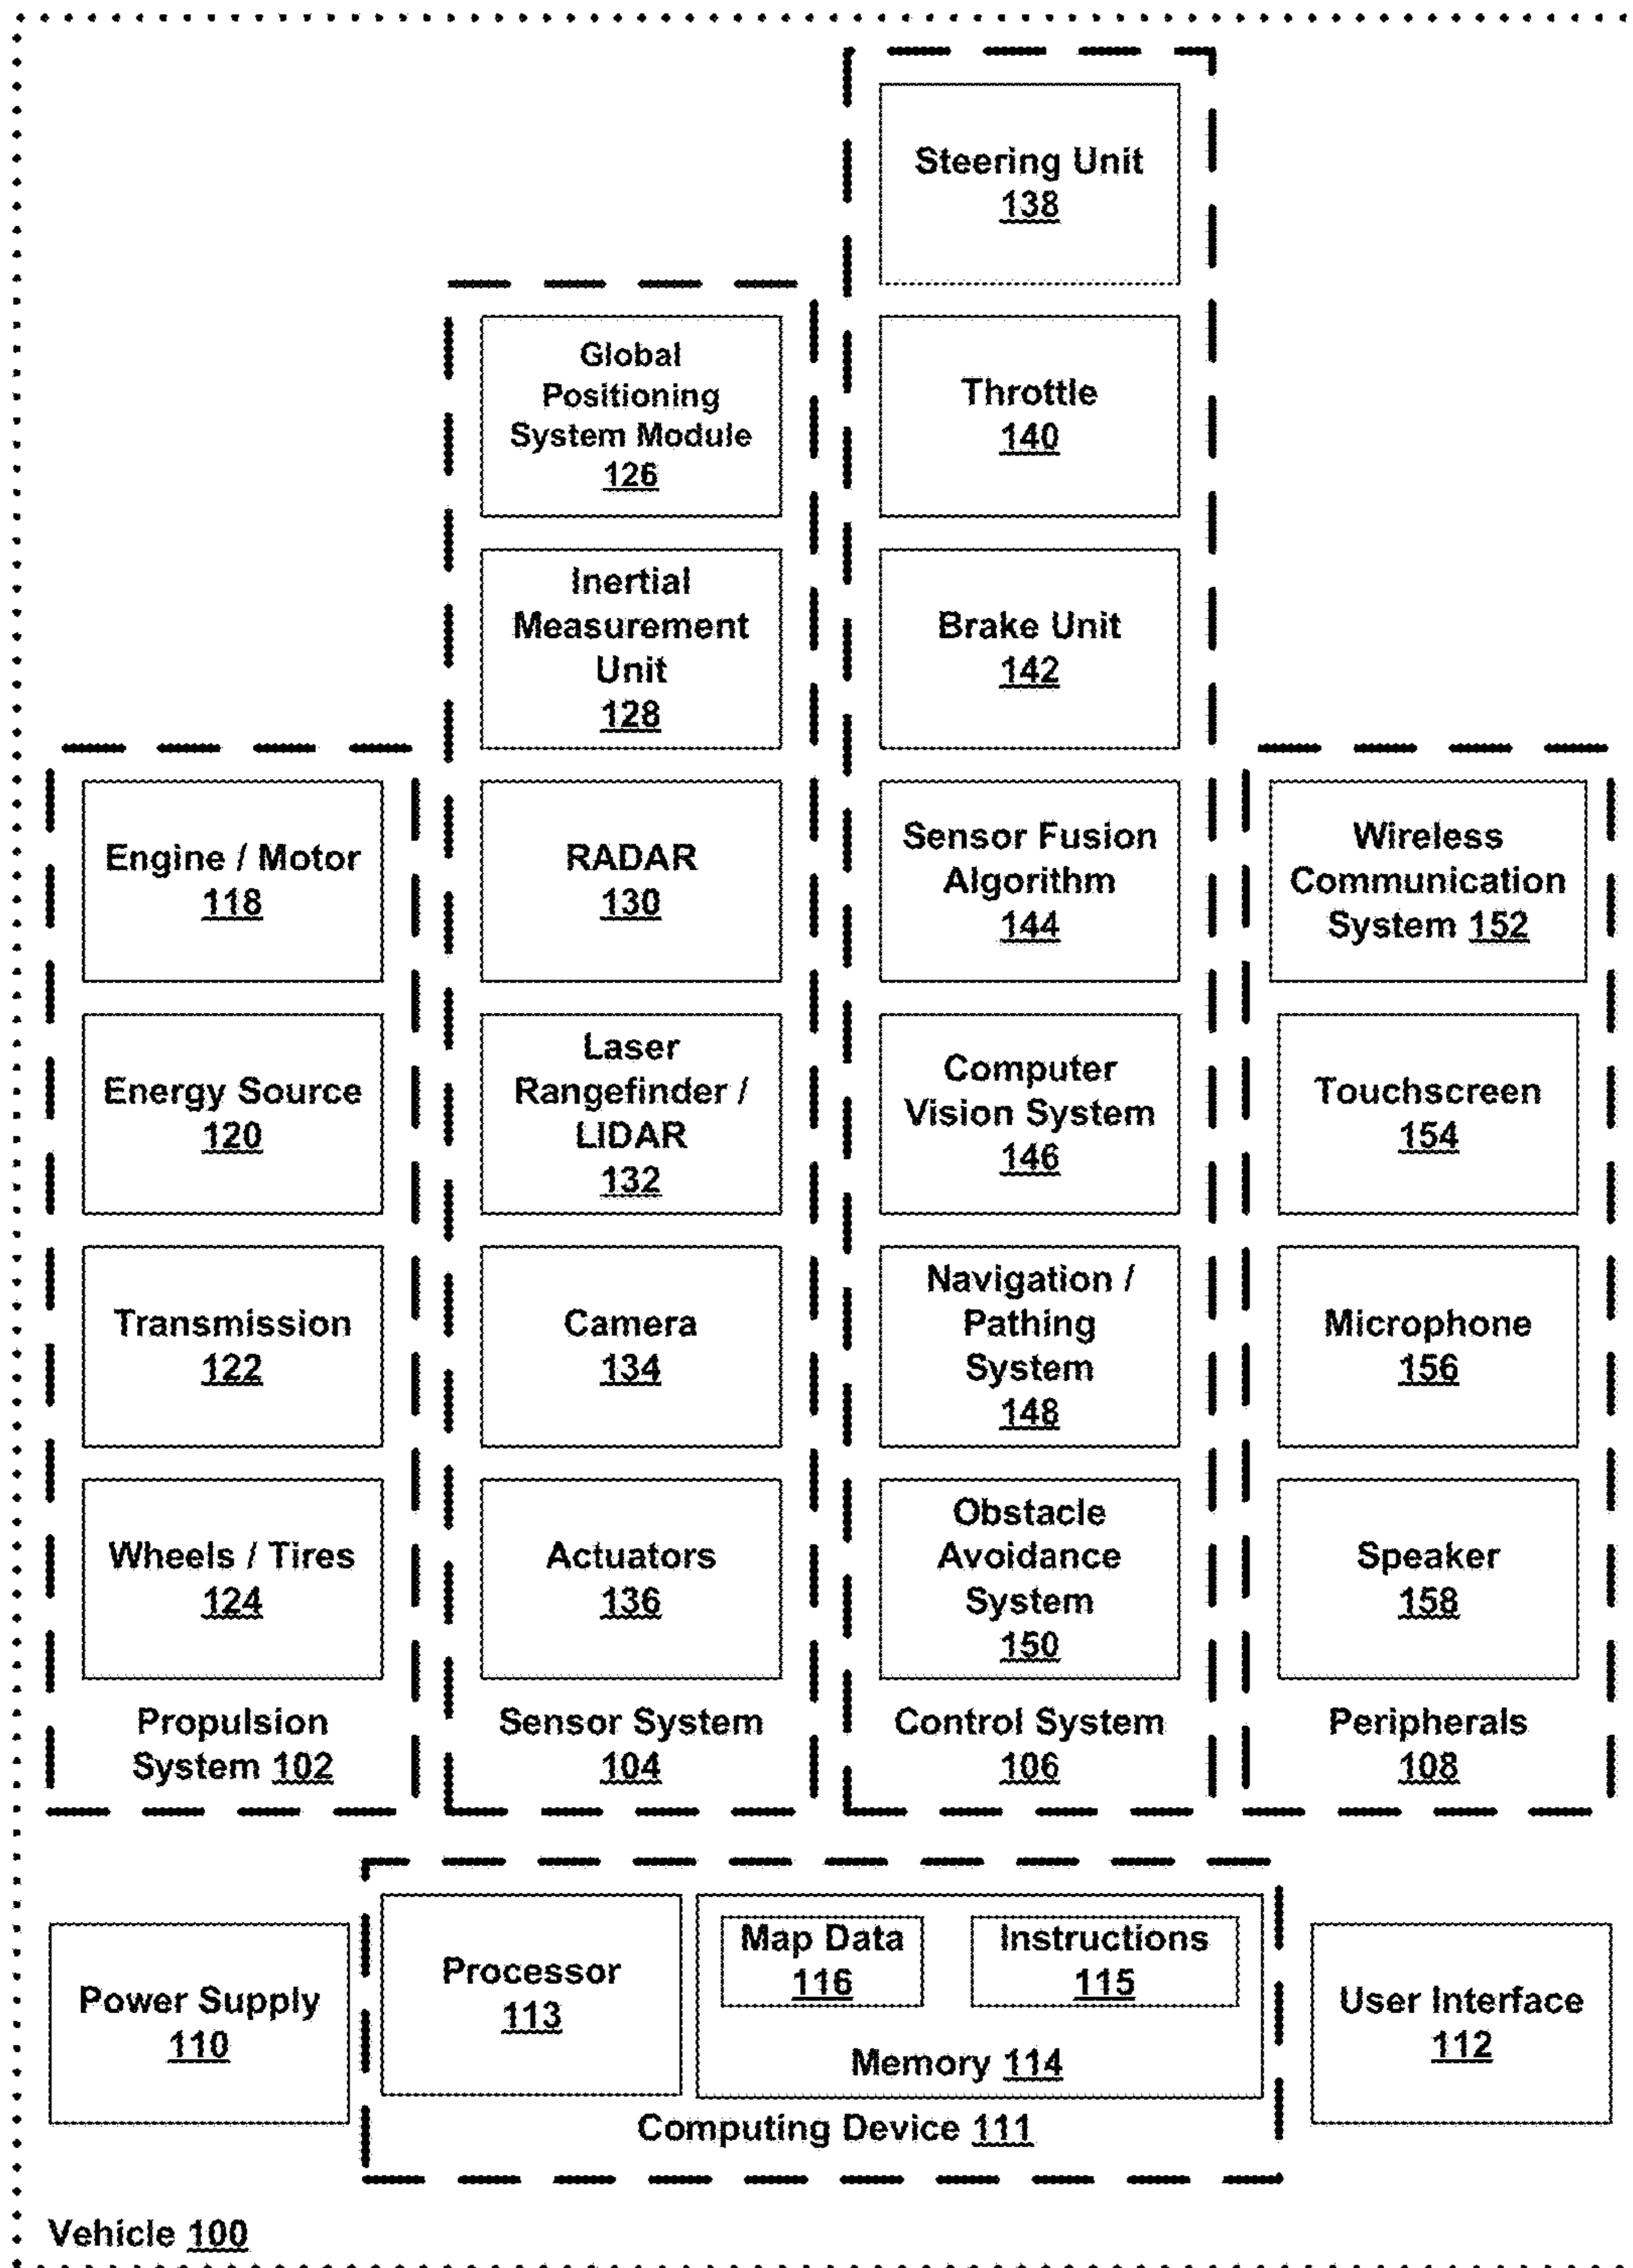 Steering Unit
138
Global
Positioning
System Module
126
Throttle
140
Inertial
Measurement
Unit
128
Brake Unit
142
Engine / Motor
118
RADAR
130
Sensor Fusion
Algorithm
144
Wireless
Communication
System 152
Energy Source
120
Laser
Rangefinder /
LIDAR
132
Computer
Vision System
146
Touchscreen
154
Transmission
122
Camera
134
Navigation /
Pathing
System
148
Microphone
156
Wheels / Tires
124
Actuators
136
Obstacle
Avoidance
System
150
Speaker
158
Propulsion
System 102
Sensor System
104
Control System
106
Peripherals
108
Power Supply
110
Processor
113
Map Data
116
Instructions
115
Memory 114
Computing Device 111
User Interface
112
Vehicle 100